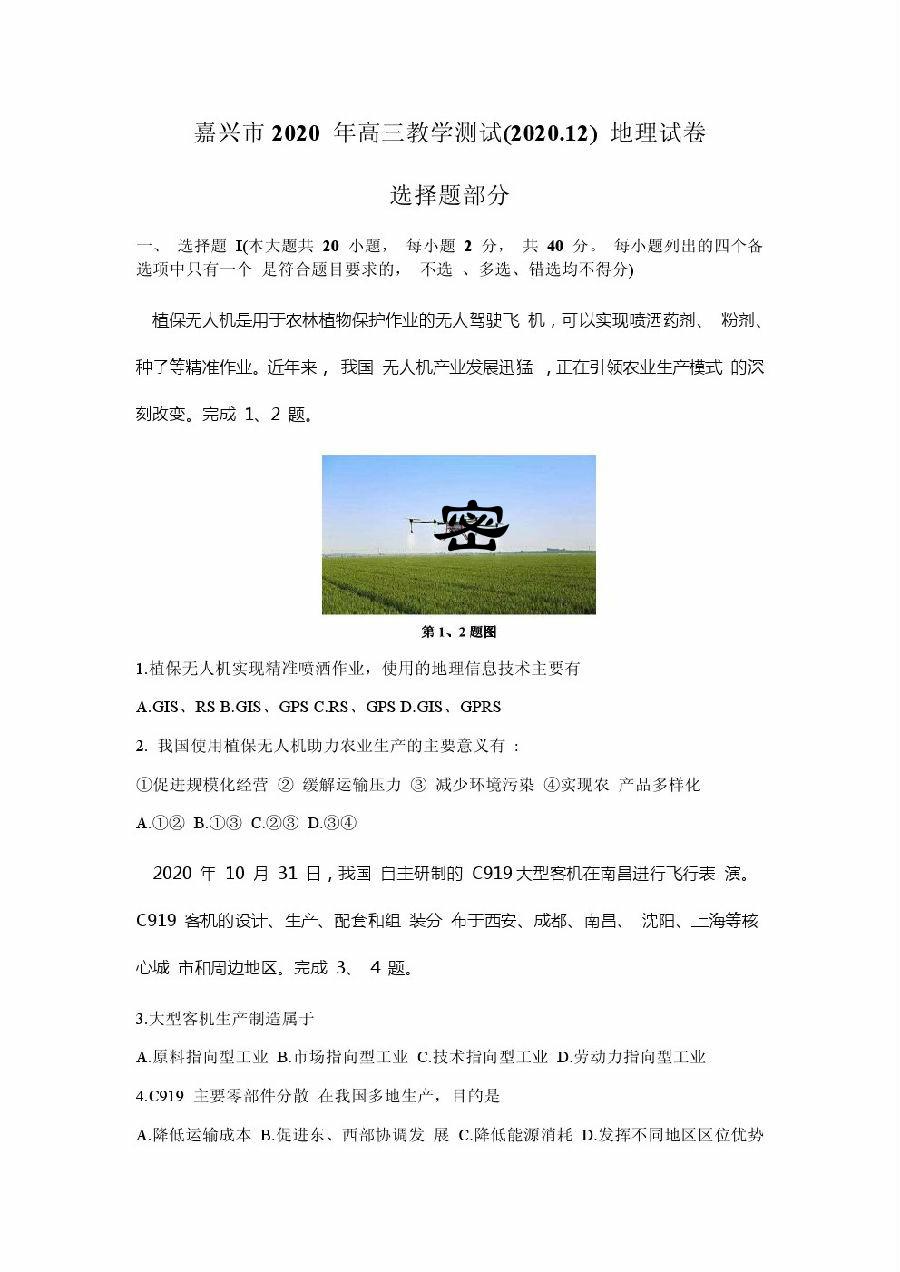 嘉兴市 2020 年高三教学测试(2020.12) 地理试卷
选择题部分
一、 选择题 I(本大题共 20 小题， 每小题 2 分， 共 40 分。 每小题列出的四个备
选项中只有一个 是符合题目要求的， 不选 、多选、错选均不得分)
植保无人机是用于农林植物保护作业的无人驾驶飞 机，可以实现喷洒药剂、 粉剂、
种了等精准作业。近年来， 我国 无人机产业发展迅猛 ，正在引领农业生产模式 的深
刻改变。完成 1、2 题。
密
第 1、2 题图
1.植保无人机实现精准喷洒作业，使用的地理信息技术主要有
A.GIS、RS B.GIS、GPS C.RS、GPS D.GIS、GPRS
2. 我国使用植保无人机助力农业生产的主要意义有 :
①促进规模化经营 ② 缓解运输压力 ③ 减少环境污染 ④实现农 产品多样化
A.①② B.①③ C.②③ D.③④
2020 年 10 月 31 日，我国 自主研制的 C919大型客机在南昌进行飞行表 演。
C919 客机的设计、生产、配套和组 装分 布于西安、成都、南昌、 沈阳、上海等核
心城 市和周边地区。完成 3、 4 题。
3.大型客机生产制造属于
A.原料指向型工业 B.市场指向型工业 C.技术指向型工业 D.劳动力指向型工业
4.C919 主要零部件分散 在我国多地生产，目的是
A.降低运输成本 B.促进东、西部协调发 展 C.降低能源消耗 D.发挥不同地区区位优势